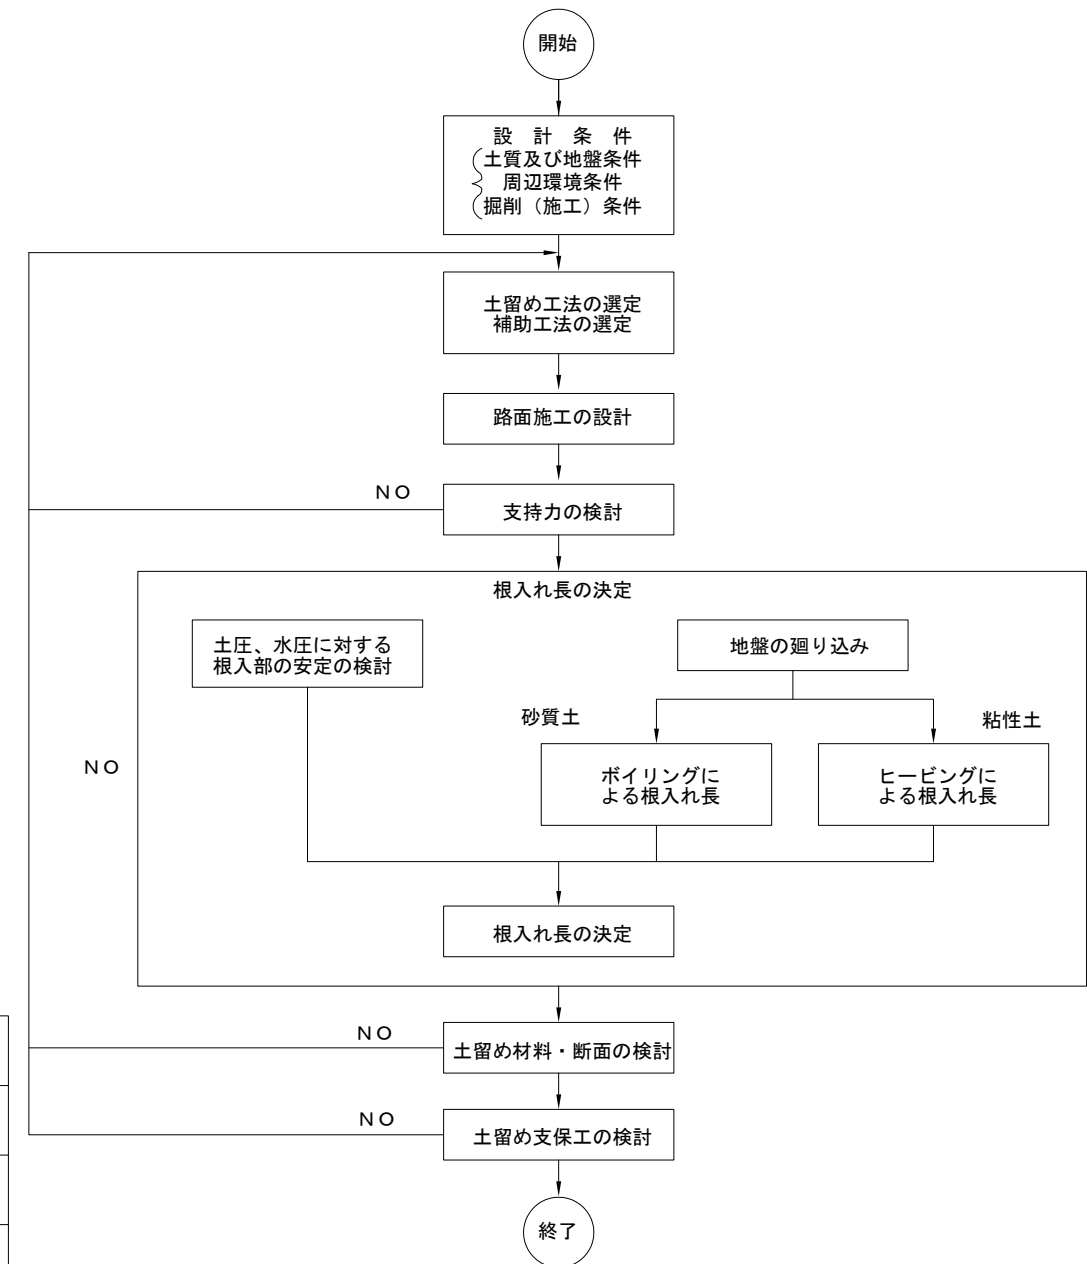 開始
設 計 条 件
土質及び地盤条件
周辺環境条件
掘削（施工）条件
土留め工法の選定
補助工法の選定
路面施工の設計
NO
支持力の検討
根入れ長の決定
土圧、水圧に対する
根入部の安定の検討
地盤の廻り込み
砂質土
粘性土
NO
ボイリングに
よる根入れ長
ヒービングに
よる根入れ長
根入れ長の決定
NO
土留め材料・断面の検討
NO
土留め支保工の検討
終了